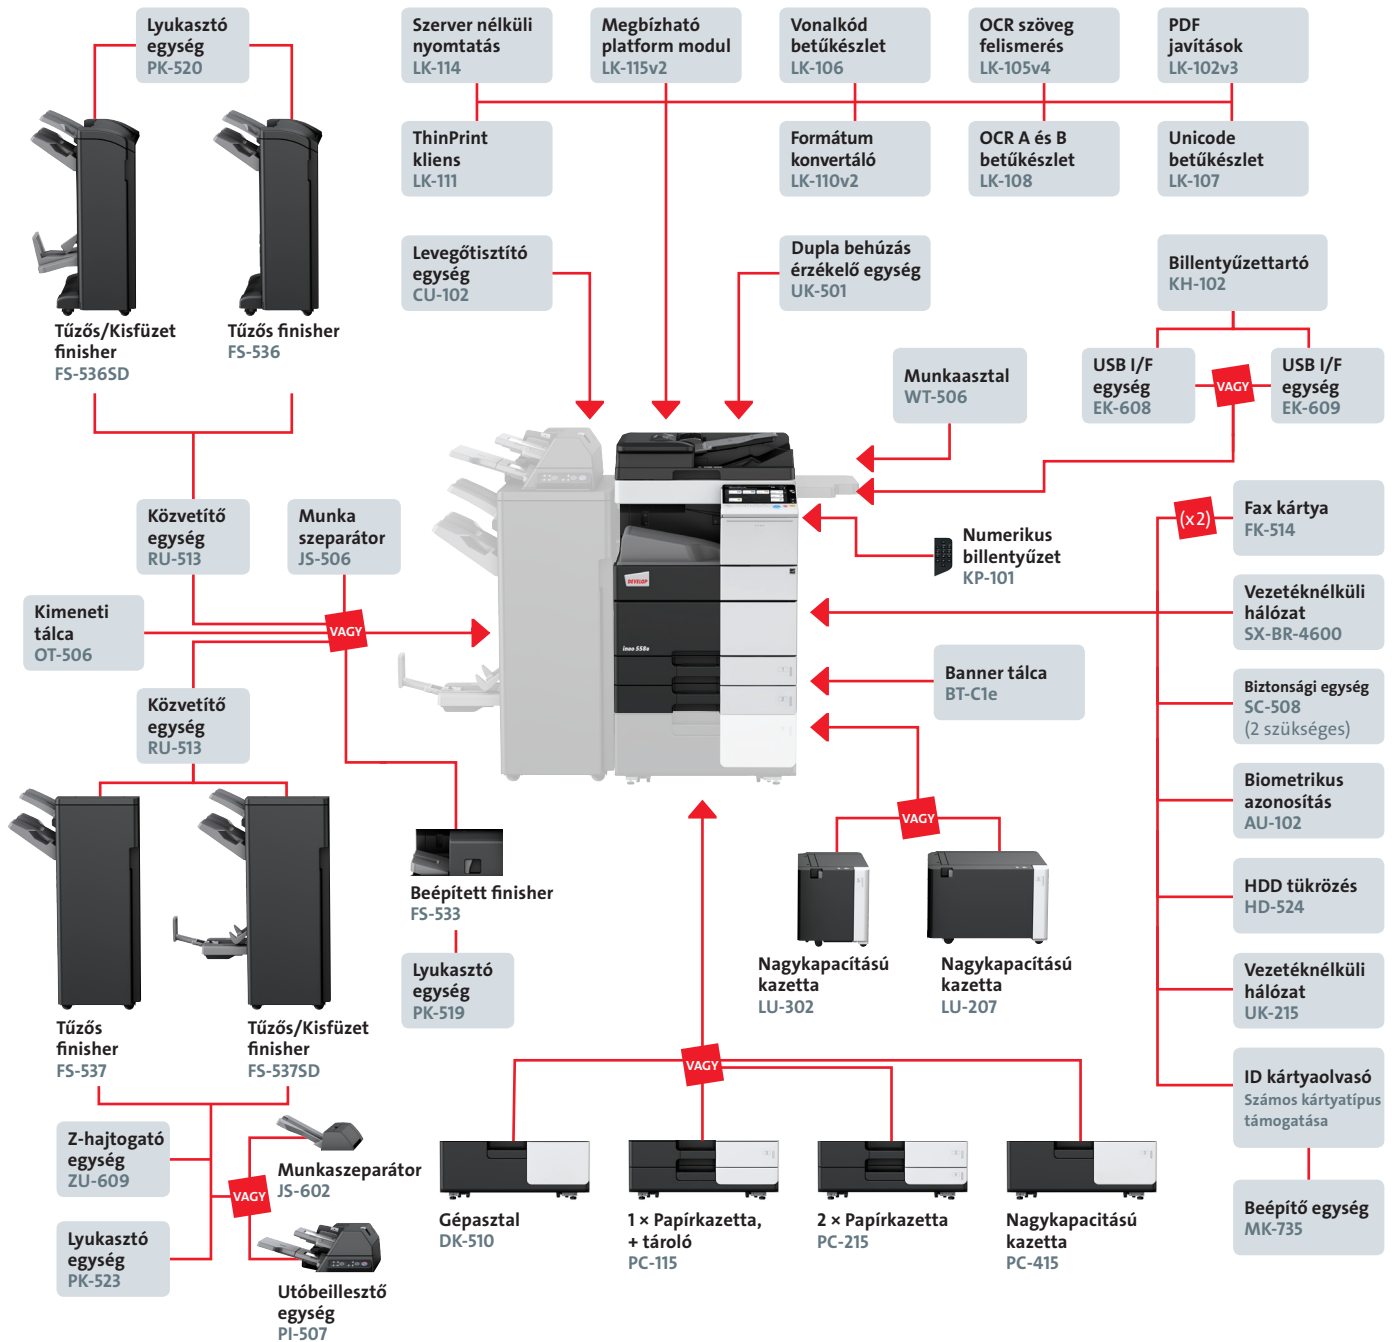 Lyukasztó
egység
PK-520
Szerver nélküli
nyomtatás
LK-114
Megbízható
platform modul
LK-115v2
Vonalkód
betűkészlet
LK-106
OCR szöveg
felismerés
LK-105v4
PDF
javítások
LK-102v3
ThinPrint
kliens
LK-111
Formátum
konvertáló
LK-110v2
OCR A és B
betűkészlet
LK-108
Unicode
betűkészlet
LK-107
Levegőtisztító
egység
CU-102
Dupla behúzás
érzékelő egység
UK-501
Billentyűzettartó
KH-102
Tűzős/Kisfüzet
finisher
FS-536SD
Tűzős finisher
FS-536
Munkaasztal
WT-506
USB I/F
egység
EK-608
VAGY
USB I/F
egység
EK-609
Közvetítő
egység
RU-513
Munka
szeparátor
JS-506
(x2)
Fax kártya
FK-514
Numerikus
billentyűzet
KP-101
DEVELOP
ineo 558e
Kimeneti
tálca
OT-506
VAGY
Vezetéknélküli
hálózat
SX-BR-4600
Banner tálca
BT-C1e
Biztonsági egység
SC-508
(2 szükséges)
Közvetítő
egység
RU-513
Biometrikus
azonosítás
AU-102
VAGY
Beépített finisher
FS-533
HDD tükrözés
HD-524
Lyukasztó
egység
PK-519
Nagykapacítású
kazetta
LU-302
Nagykapacítású
kazetta
LU-207
Vezetéknélküli
hálózat
UK-215
Tűzős
finisher
FS-537
Tűzős/Kisfüzet
finisher
FS-537SD
VAGY
ID kártyaolvasó
Számos kártyatípus
támogatása
Z-hajtogató
egység
ZU-609
Munkaszeparátor
JS-602
VAGY
Lyukasztó
egység
PK-523
Utóbeillesztő
egység
PI-507
Gépasztal
DK-510
1 × Papírkazetta,
+ tároló
PC-115
2 × Papírkazetta
PC-215
Nagykapacitású
kazetta
PC-415
Beépítő egység
MK-735